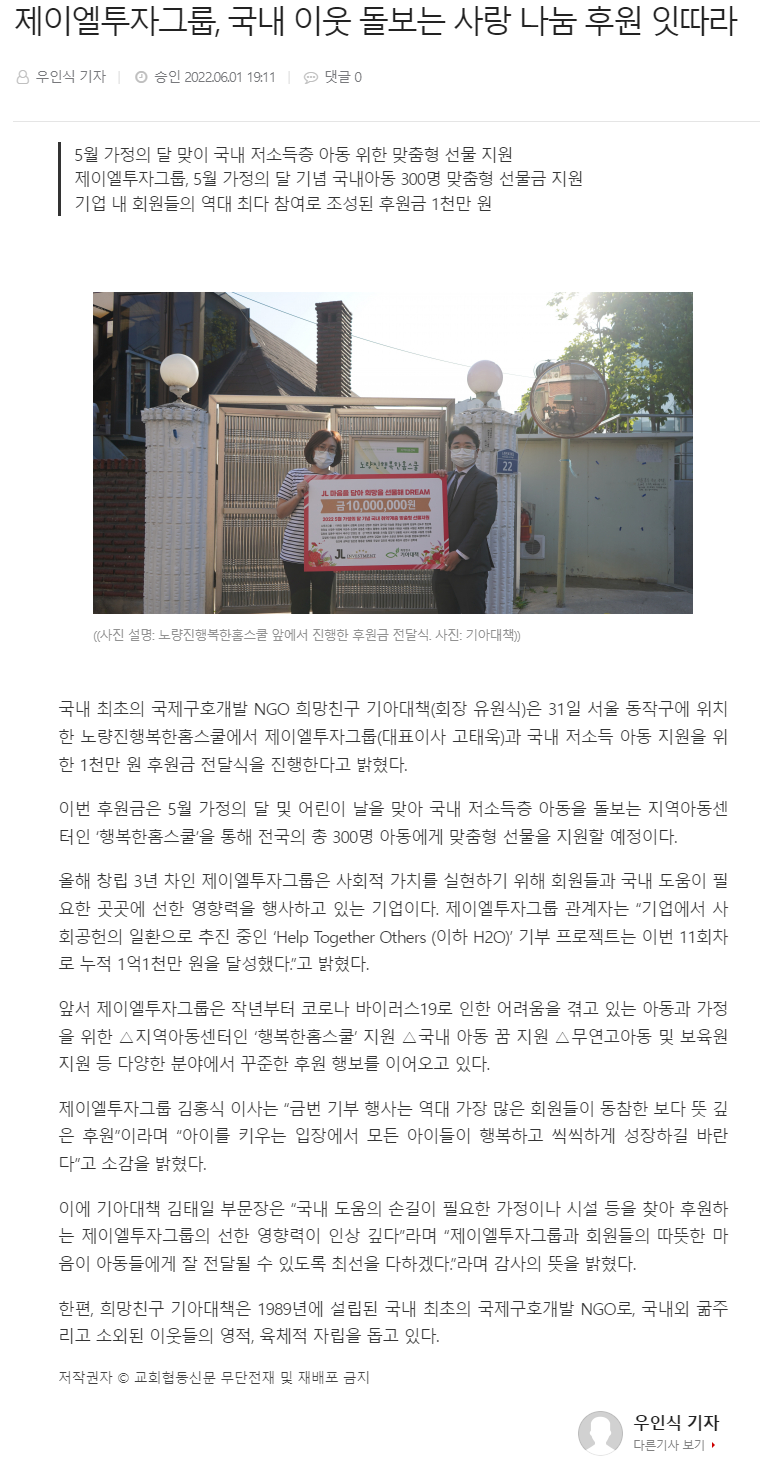 제이엘투자그룹, 국내 이웃 돌보는 사랑 나눔 후원 잇따라
우인식 기자 승인 2022.06.01 19:11 댓글 0
5월 가정의 달 맞이 국내 저소득층 아동 위한 맞춤형 선물 지원
제이엘투자그룹, 5월 가정의 달 기념 국내아동 300명 맞춤형 선물금 지원
기업 내 회원들의 역대 최다 참여로 조성된 후원금 1천만 원
노량진행복한홈스쿨
22
JL 마음을 담아 희망을 선물해 DREAM
금10,000,000원
JL INVESTMENT 기아대책
((사진 설명: 노량진행복한홈스쿨 앞에서 진행한 후원금 전달식. 사진: 기아대책))
국내 최초의 국제구호개발 NGO 희망친구 기아대책(회장 유원식)은 31일 서울 동작구에 위치
한 노량진행복한홈스쿨에서 제이엘투자그룹(대표이사 고태욱)과 국내 저소득 아동 지원을 위
한 1천만 원 후원금 전달식을 진행한다고 밝혔다.
이번 후원금은 5월 가정의 달 및 어린이 날을 맞아 국내 저소득층 아동을 돌보는 지역아동센
터인 ‘행복한홈스쿨’을 통해 전국의 총 300명 아동에게 맞춤형 선물을 지원할 예정이다.
올해 창립 3년 차인 제이엘투자그룹은 사회적 가치를 실현하기 위해 회원들과 국내 도움이 필
요한 곳곳에 선한 영향력을 행사하고 있는 기업이다. 제이엘투자그룹 관계자는 “기업에서 사
회공헌의 일환으로 추진 중인 ‘Help Together Others (이하 H2O)’ 기부 프로젝트는 이번 11회차
로 누적 1억1천만 원을 달성했다.”고 밝혔다.
앞서 제이엘투자그룹은 작년부터 코로나 바이러스19로 인한 어려움을 겪고 있는 아동과 가정
을 위한 △지역아동센터인 ‘행복한홈스쿨’ 지원 △국내 아동 꿈 지원 △무연고아동 및 보육원
지원 등 다양한 분야에서 꾸준한 후원 행보를 이어오고 있다.
제이엘투자그룹 김홍식 이사는 “금번 기부 행사는 역대 가장 많은 회원들이 동참한 보다 뜻 깊
은 후원”이라며 “아이를 키우는 입장에서 모든 아이들이 행복하고 씩씩하게 성장하길 바란
다”고 소감을 밝혔다.
이에 기아대책 김태일 부문장은 “국내 도움의 손길이 필요한 가정이나 시설 등을 찾아 후원하
는 제이엘투자그룹의 선한 영향력이 인상 깊다”라며 “제이엘투자그룹과 회원들의 따뜻한 마
음이 아동들에게 잘 전달될 수 있도록 최선을 다하겠다.”라며 감사의 뜻을 밝혔다.
한편, 희망친구 기아대책은 1989년에 설립된 국내 최초의 국제구호개발 NGO로, 국내외 굶주
리고 소외된 이웃들의 영적, 육체적 자립을 돕고 있다.
저작권자 © 교회협동신문 무단전재 및 재배포 금지
우인식 기자
다른기사 보기